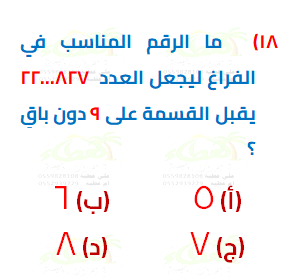 ١٨) ما الرقم المناسب في
الفراغ ليجعل العدد ٨٢٧...٢٢
يقبل القسمة على ٩ دون باقٍ
؟
(أ) ٥ (ب) ٦
(ج) ٧ (د) ٨